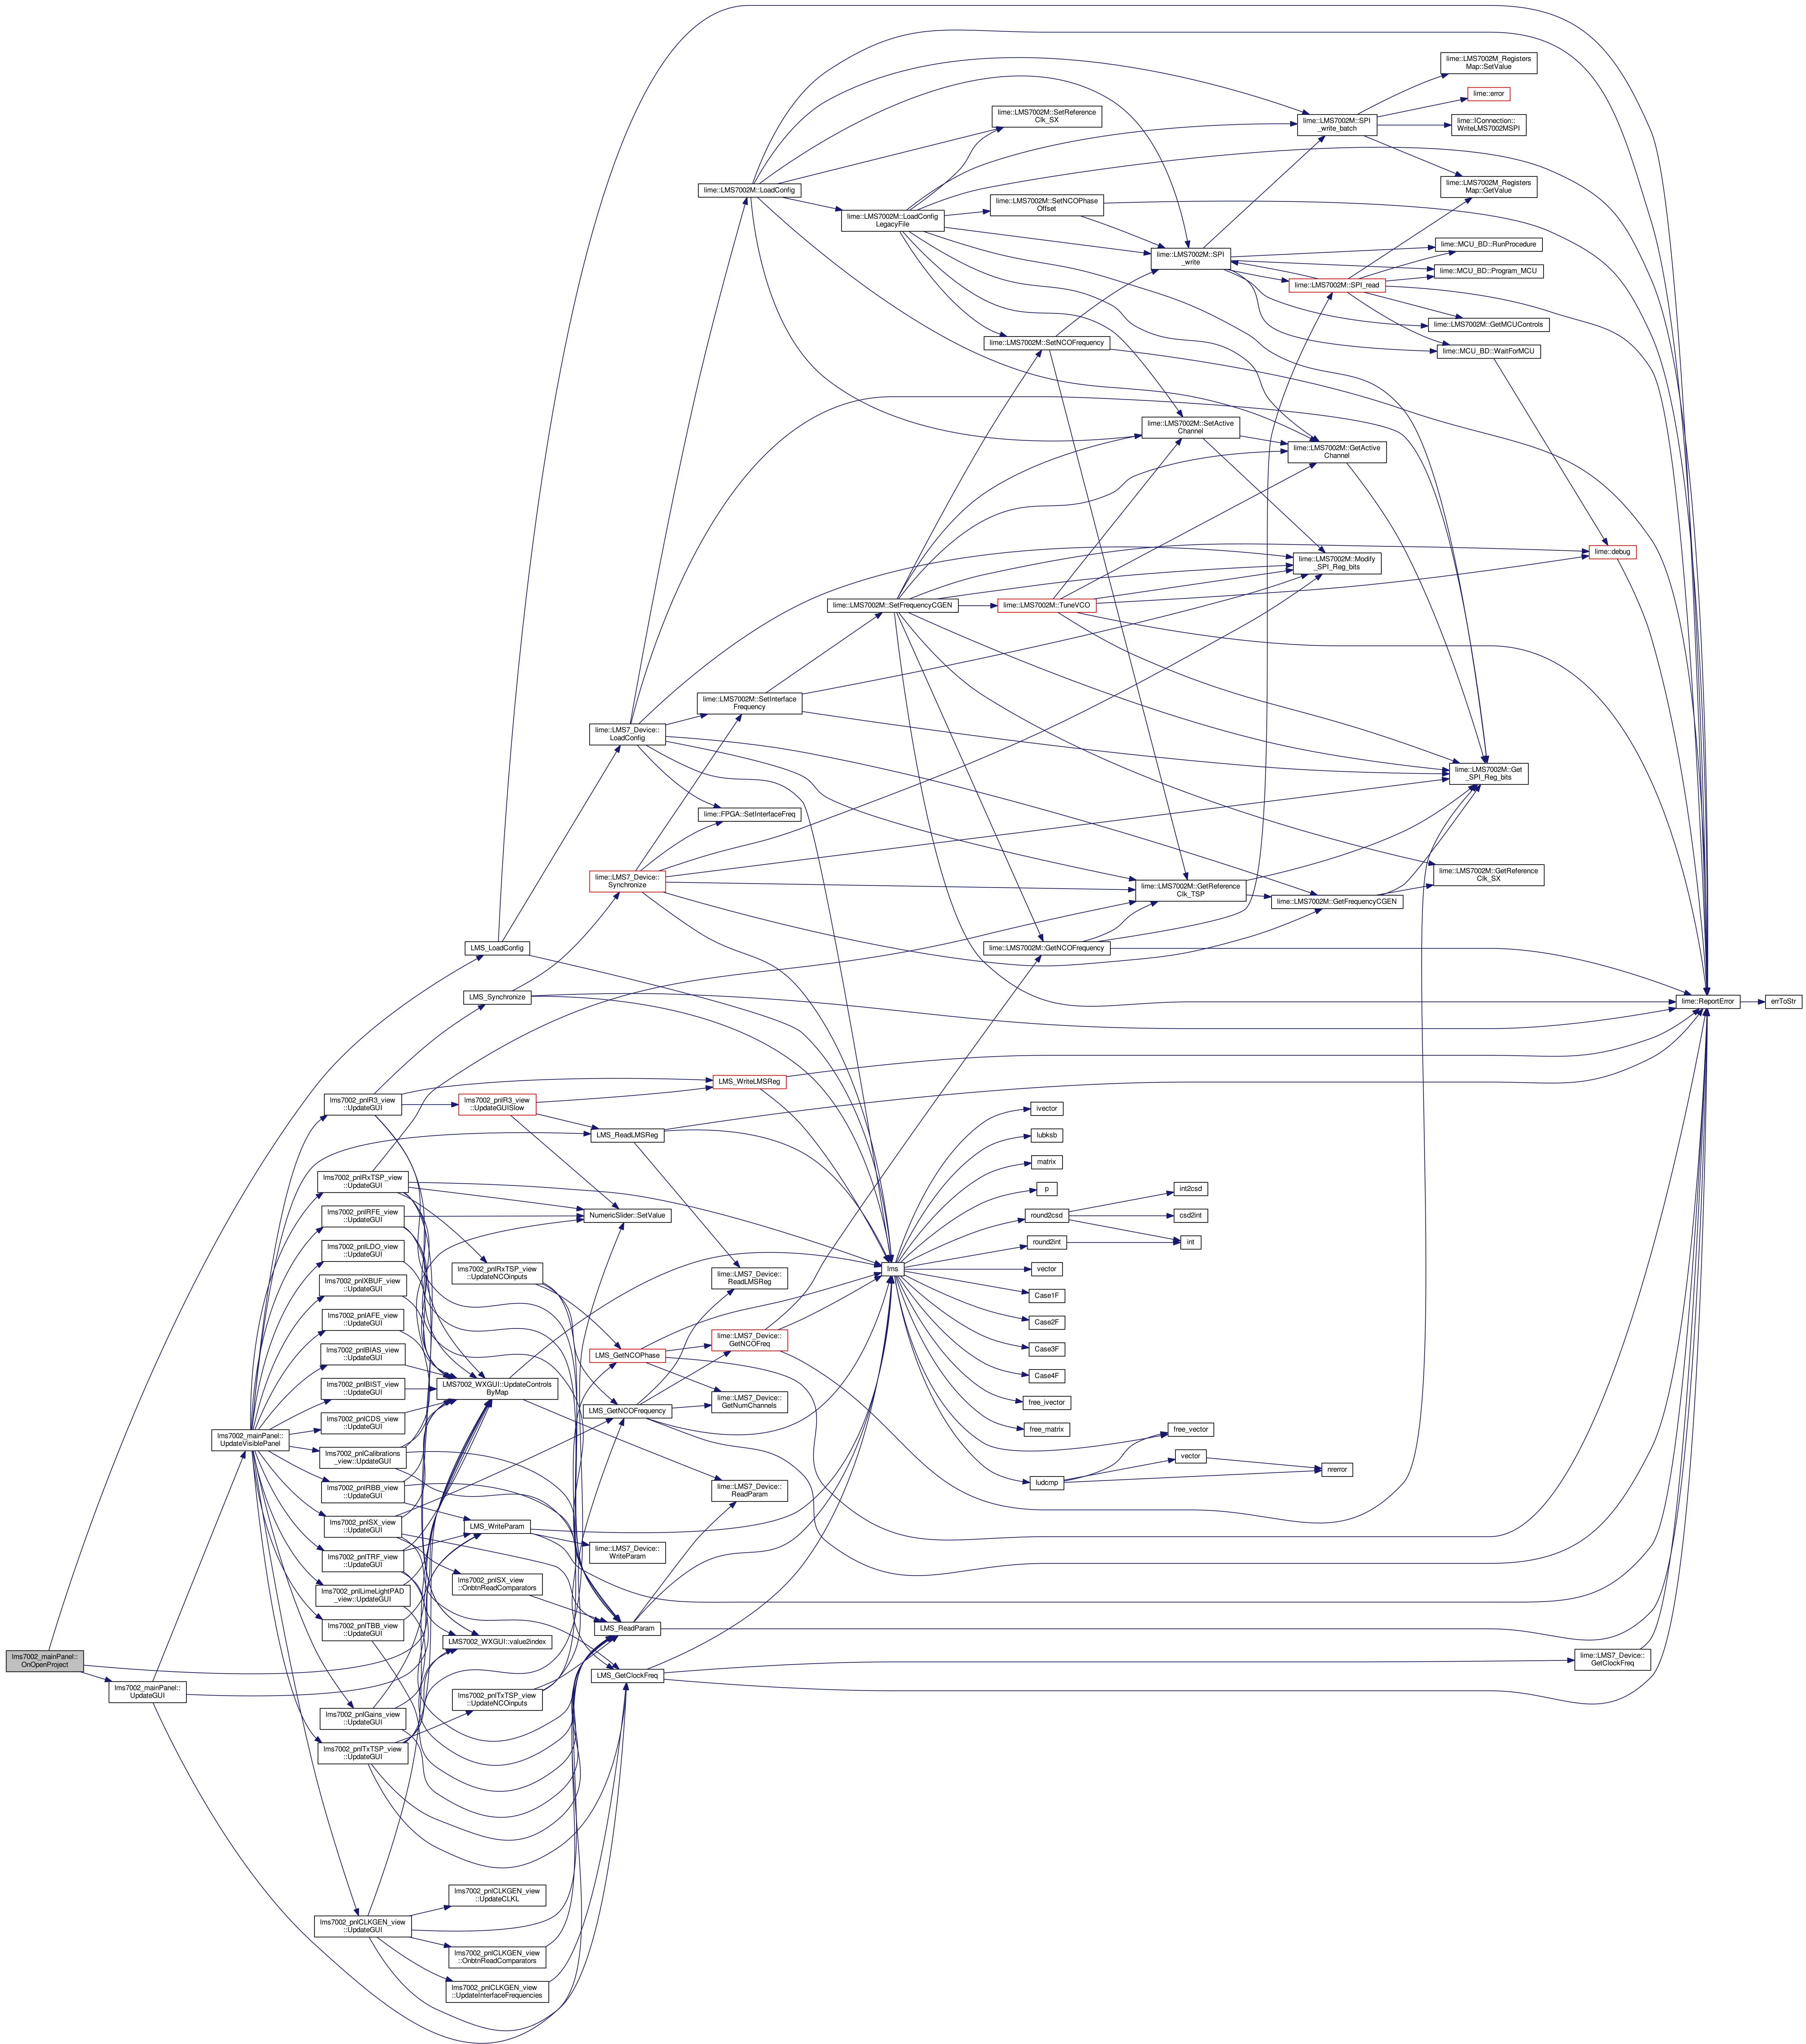 lms7002_mainPanel::
OnOpenProject
lms7002_mainPanel::
UpdateGUI
lms7002_mainPanel::
UpdateVisiblePanel
lms7002_pnlR3_view
::UpdateGUI
lms7002_pnlRxTSP_view
::UpdateGUI
lms7002_pnlRFE_view
::UpdateGUI
lms7002_pnlLDO_view
::UpdateGUI
lms7002_pnlXBUF_view
::UpdateGUI
lms7002_pnlAFE_view
::UpdateGUI
lms7002_pnlBIAS_view
::UpdateGUI
lms7002_pnlBIST_view
::UpdateGUI
lms7002_pnlCDS_view
::UpdateGUI
lms7002_pnlCalibrations
_view::UpdateGUI
lms7002_pnlRBB_view
::UpdateGUI
lms7002_pnlSX_view
::UpdateGUI
lms7002_pnlTRF_view
::UpdateGUI
lms7002_pnlLimeLightPAD
_view::UpdateGUI
lms7002_pnlTBB_view
::UpdateGUI
lms7002_pnlGains_view
::UpdateGUI
lms7002_pnlTxTSP_view
::UpdateGUI
lms7002_pnlCLKGEN_view
::UpdateGUI
LMS_LoadConfig
LMS_Synchronize
lms7002_pnlR3_view
::UpdateGUISlow
lms7002_pnlRxTSP_view
::UpdateNCOinputs
LMS7002_WXGUI::UpdateControls
ByMap
LMS_WriteParam
lms7002_pnlSX_view
::OnbtnReadComparators
LMS7002_WXGUI::value2index
lms7002_pnlTxTSP_view
::UpdateNCOinputs
lms7002_pnlCLKGEN_view
::UpdateCLKL
lms7002_pnlCLKGEN_view
::OnbtnReadComparators
lms7002_pnlCLKGEN_view
::UpdateInterfaceFrequencies
lime::LMS7_Device::
LoadConfig
lime::LMS7_Device::
Synchronize
LMS_ReadLMSReg
NumericSlider::SetValue
LMS_GetNCOPhase
LMS_GetNCOFrequency
lime::LMS7_Device::
WriteParam
LMS_ReadParam
LMS_GetClockFreq
lime::LMS7002M::LoadConfig
lime::LMS7002M::SetInterface
Frequency
lime::FPGA::SetInterfaceFreq
LMS_WriteLMSReg
lime::LMS7_Device::
ReadLMSReg
lime::LMS7_Device::
GetNCOFreq
lime::LMS7_Device::
GetNumChannels
lime::LMS7_Device::
ReadParam
lime::LMS7002M::LoadConfig
LegacyFile
lime::LMS7002M::SetFrequencyCGEN
lms
lime::LMS7002M::SetReference
Clk_SX
lime::LMS7002M::SetNCOPhase
Offset
lime::LMS7002M::SetNCOFrequency
lime::LMS7002M::TuneVCO
lime::LMS7002M::GetNCOFrequency
ivector
lubksb
matrix
p
round2csd
round2int
vector
Case1F
Case2F
Case3F
Case4F
free_ivector
free_matrix
ludcmp
lime::LMS7002M::SPI
_write
lime::LMS7002M::SetActive
Channel
lime::LMS7002M::GetReference
Clk_TSP
int2csd
csd2int
int
free_vector
vector
lime::LMS7002M::SPI
_write_batch
lime::LMS7002M::SPI_read
lime::LMS7002M::GetActive
Channel
lime::LMS7002M::Modify
_SPI_Reg_bits
lime::LMS7002M::GetFrequencyCGEN
nrerror
lime::LMS7002M_Registers
Map::SetValue
lime::error
lime::IConnection::
WriteLMS7002MSPI
lime::LMS7002M_Registers
Map::GetValue
lime::MCU_BD::RunProcedure
lime::MCU_BD::Program_MCU
lime::LMS7002M::GetMCUControls
lime::MCU_BD::WaitForMCU
lime::LMS7002M::Get
_SPI_Reg_bits
lime::LMS7002M::GetReference
Clk_SX
lime::debug
lime::LMS7_Device::
GetClockFreq
lime::ReportError
errToStr